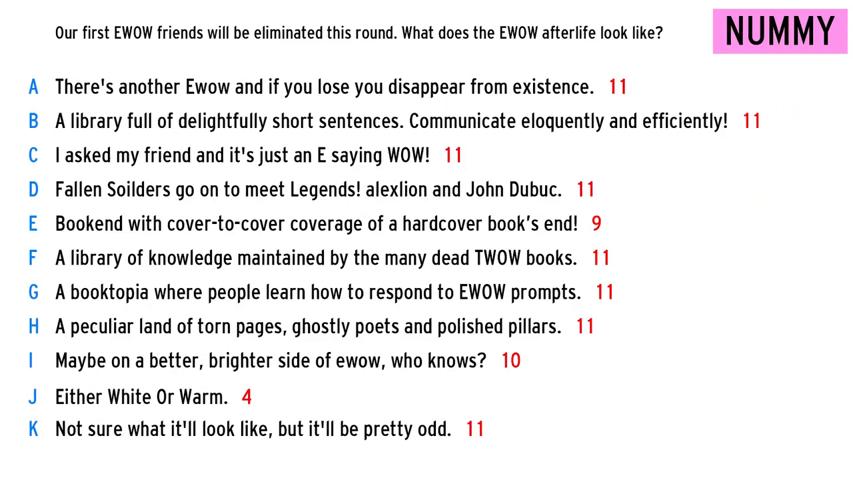 Our first EWOW friends will be eliminated this round. What does the EWOW afterlife look like?
NUMMY
A There's another Ewow and if you lose you disappear from existence. 11
B A library full of delightfully short sentences. Communicate eloquently and efficiently! 11
C I asked my friend and it's just an E saying WOW! 11
D Fallen Soilders go on to meet Legends! alexlion and John Dubuc. 11
E Bookend with cover-to-cover coverage of a hardcover book’s end! 9
F A library of knowledge maintained by the many dead TWOW books. 11
G A booktopia where people learn how to respond to EWOW prompts. 11
H A peculiar land of torn pages, ghostly poets and polished pillars. 11
I Maybe on a better, brighter side of ewow, who knows? 10
J Either White Or Warm. 4
K Not sure what it'll look like, but it'll be pretty odd. 11